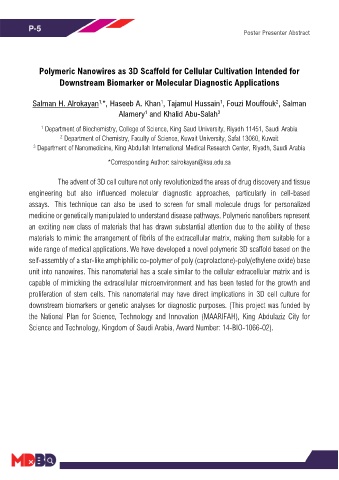 P-5
Poster Presenter Abstract
Polymeric Nanowires as 3D Scaffold for Cellular Cultivation Intended for
Downstream Biomarker or Molecular Diagnostic Applications
Salman H. Alrokayan¹,*, Haseeb A. Khan¹, Tajamul Hussain¹, Fouzi Mouffouk², Salman
Alamery¹ and Khalid Abu-Salah³
¹ Department of Biochemistry, College of Science, King Saud University, Riyadh 11451, Saudi Arabia
² Department of Chemistry, Faculty of Science, Kuwait University, Safat 13060, Kuwait
³ Department of Nanomedicine, King Abdullah International Medical Research Center, Riyadh, Saudi Arabia
*Corresponding Author: salrokayan@ksu.edu.sa
The advent of 3D cell culture not only revolutionized the areas of drug discovery and tissue
engineering but also influenced molecular diagnostic approaches, particularly in cell-based
assays. This technique can also be used to screen for small molecule drugs for personalized
medicine or genetically manipulated to understand disease pathways. Polymeric nanofibers represent
an exciting new class of materials that has drawn substantial attention due to the ability of these
materials to mimic the arrangement of fibrils of the extracellular matrix, making them suitable for a
wide range of medical applications. We have developed a novel polymeric 3D scaffold based on the
self-assembly of a star-like amphiphilic co-polymer of poly (caprolactone)-poly(ethylene oxide) base
unit into nanowires. This nanomaterial has a scale similar to the cellular extracellular matrix and is
capable of mimicking the extracellular microenvironment and has been tested for the growth and
proliferation of stem cells. This nanomaterial may have direct implications in 3D cell culture for
downstream biomarkers or genetic analyses for diagnostic purposes. (This project was funded by
the National Plan for Science, Technology and Innovation (MAARIFAH), King Abdulaziz City for
Science and Technology, Kingdom of Saudi Arabia, Award Number: 14-BIO-1066-02).